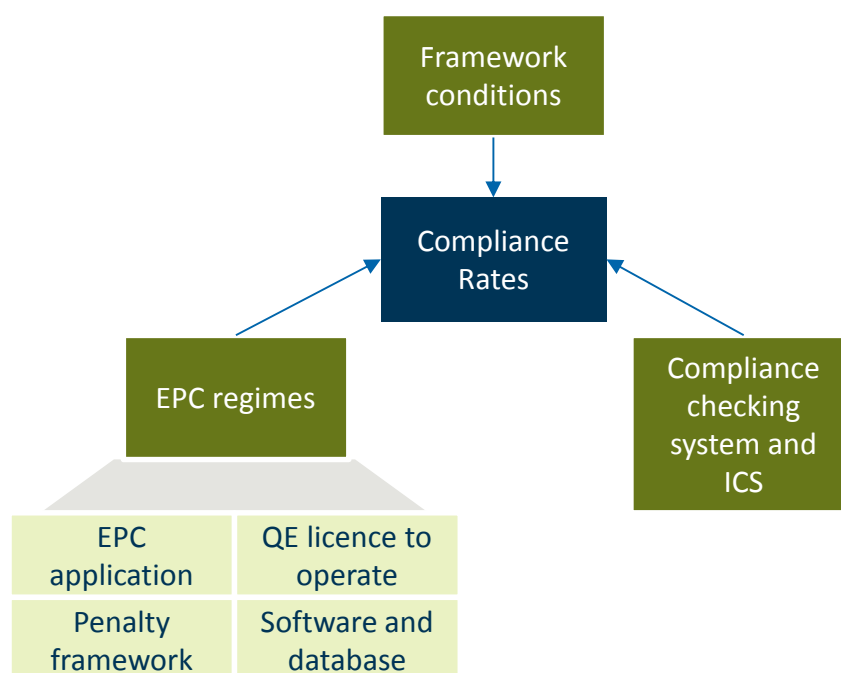 Framework
conditions
Compliance
Rates
EPC regimes
Compliance
checking
system and
ICS
EPC
application
QE licence to
operate
Penalty
framework
Software and
database